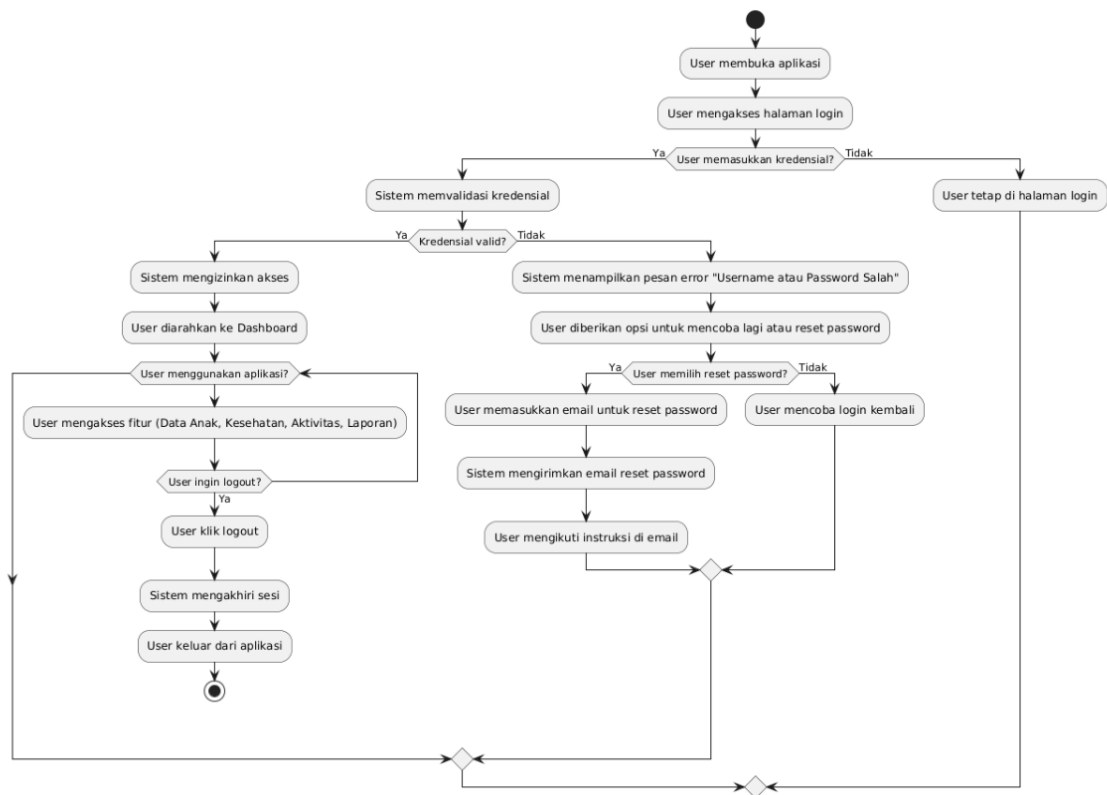 User membuka aplikasi
User mengakses halaman login
Ya
User memasukkan kredensial?
Tidak
Sistem memvalidasi kredensial
User tetap di halaman login
Ya
Kredensial valid?
Tidak
Sistem mengizinkan akses
Sistem menampilkan pesan error "Username atau Password Salah"
User diarahkan ke Dashboard
User diberikan opsi untuk mencoba lagi atau reset password
User menggunakan aplikasi?
Ya
User memilih reset password?
Tidak
User mengakses fitur (Data Anak, Kesehatan, Aktivitas, Laporan)
User memasukkan email untuk reset password
User mencoba login kembali
User ingin logout?
Ya
Sistem mengirimkan email reset password
User klik logout
User mengikuti instruksi di email
Sistem mengakhiri sesi
User keluar dari aplikasi